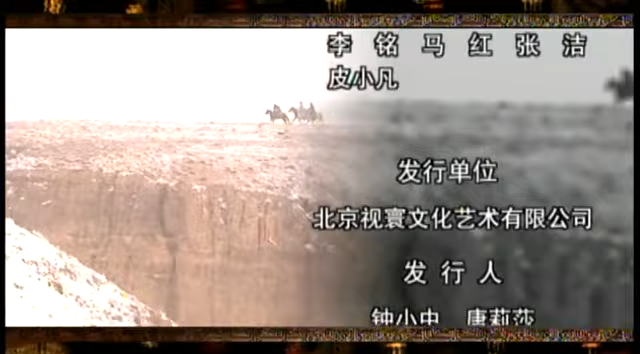 李 铭 马 红 张 洁
皮小凡
发行单位
北京视寰文化艺术有限公司
发 行 人
钟小中 唐莉莎